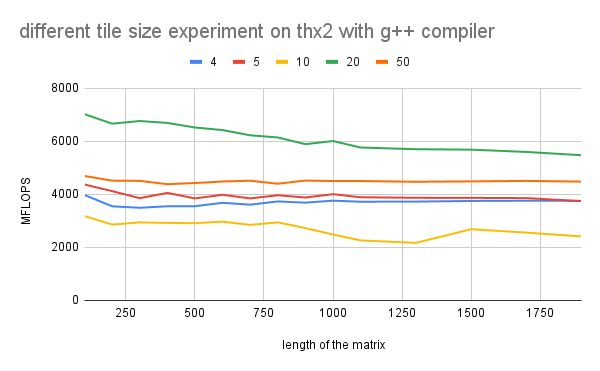 different tile size experiment on thx2 with g++ compiler
4 5 10 20 50
8000
6000
4000
2000
0
MFLOPS
250 500 750 1000 1250 1500 1750
length of the matrix